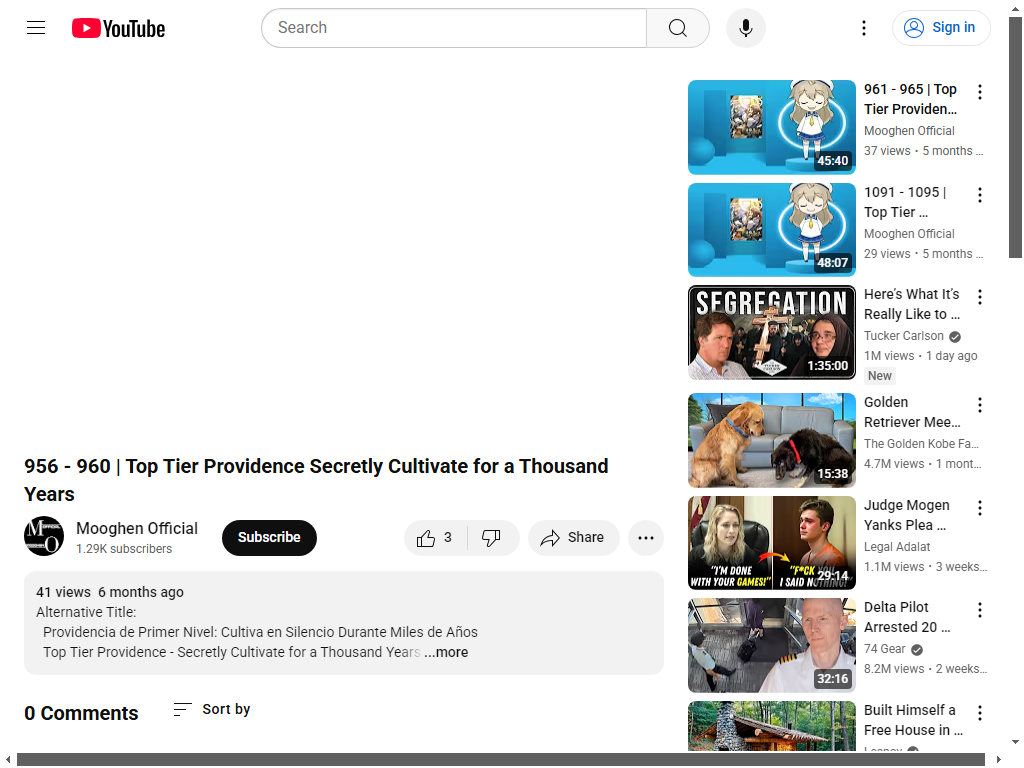 YouTube
Search
Sign in
956 - 960 | Top Tier Providence Secretly Cultivate for a Thousand
Years
Mooghen Official
1.29K subscribers
Subscribe
3
Share
41 views 6 months ago
Alternative Title:
Providencia de Primer Nivel: Cultiva en Silencio Durante Miles de Años
Top Tier Providence - Secretly Cultivate for a Thousand Years ...more
0 Comments
Sort by
45:40
961 - 965 | Top
Tier Providen...
Mooghen Official
37 views • 5 months ...
48:07
1091 - 1095 |
Top Tier ...
Mooghen Official
29 views • 5 months ...
SEGREGATION
1:35:00
Here's What It's
Really Like to ...
Tucker Carlson
1M views • 1 day ago
New
15:38
Golden
Retriever Mee...
The Golden Kobe Fa...
4.7M views • 1 mont...
"I'M DONE
WITH YOUR GAMES!"
"F*CK YOU
I SAID NOTHING!"
29:14
Judge Mogen
Yanks Plea ...
Legal Adalat
1.1M views • 3 weeks...
32:16
Delta Pilot
Arrested 20 ...
74 Gear
8.2M views • 2 weeks...
Built Himself a
Free House in ...